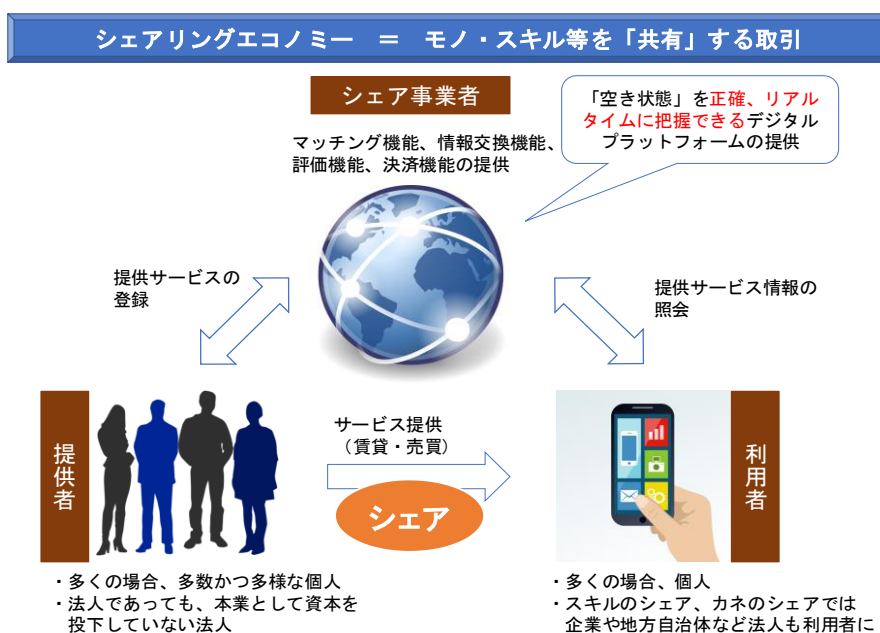 シェアリングエコノミー ＝ モノ・スキル等を「共有」する取引
シェア事業者
「空き状態」を正確、リアル
タイムに把握できるデジタル
プラットフォームの提供
マッチング機能、情報交換機能、
評価機能、決済機能の提供
提供サービスの
登録
提供サービス情報の
照会
提供者
サービス提供
（賃貸・売買）
シェア
利用者
・多くの場合、多数かつ多様な個人
・法人であっても、本業として資本を
投下していない法人
・多くの場合、個人
・スキルのシェア、カネのシェアでは
企業や地方自治体など法人も利用者に